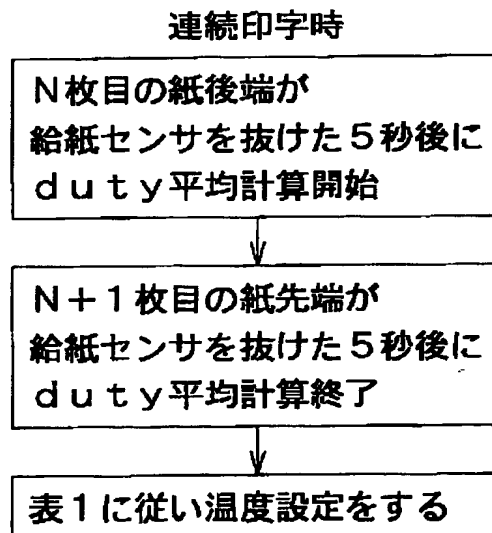 連続印字時
N枚目の紙後端が
給紙センサを抜けた5秒後に
duty平均計算開始
N+1枚目の紙先端が
給紙センサを抜けた5秒後に
duty平均計算終了
表1に従い温度設定をする